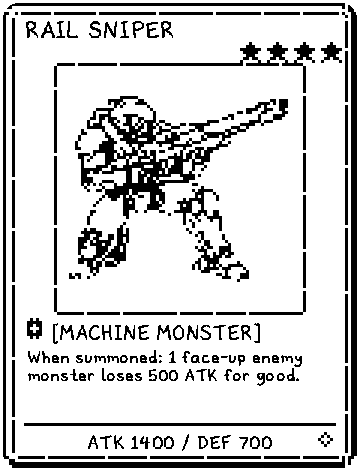 RAIL SNIPER
[MACHINE MONSTER]
When summoned: 1 face-up enemy
monster loses 500 ATK for good.
ATK 1400 / DEF 700